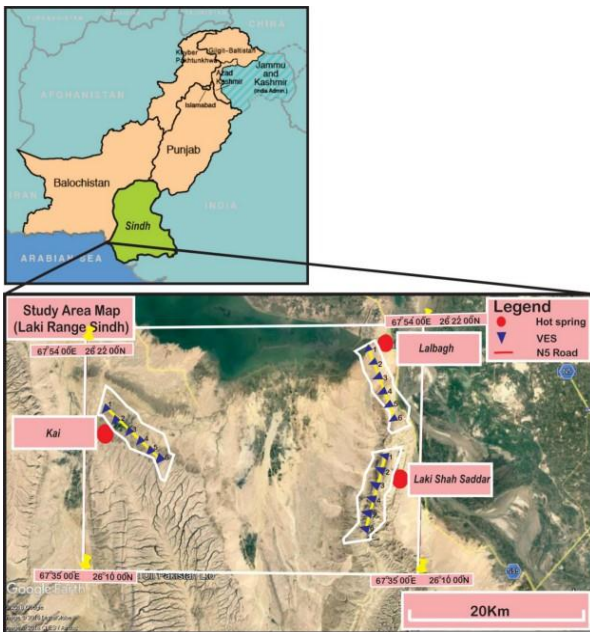 CHINA
Khyber
Pakhtunkhwa
Gilgit-Baltistan
AFGHANISTAN
Azad
Kashmir
Jammu
and
Kashmir
(India Admin.)
Islamabad
Punjab
Balochistan
IRAN
INDIA
Sindh
ARABIAN SEA
Study Area Map
(Laki Range Sindh)
67 54 00E 26 22 00N
67 54 00E 26 22 00N
Legend
Hot spring
VES
N5 Road
Lalbagh
Kai
Laki Shah Saddar
67 35 00E 26 10 00N
67 35 00E 26 10 00N
Google Earth
20Km